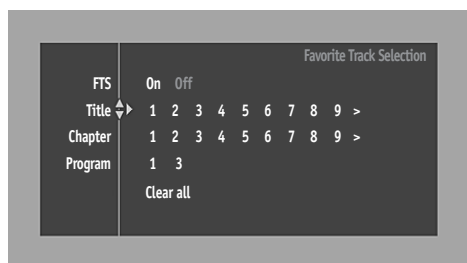 Favorite Track Selection
FTS On Off
Title 1 2 3 4 5 6 7 8 9 >
Chapter 1 2 3 4 5 6 7 8 9 >
Program 1 3
Clear all